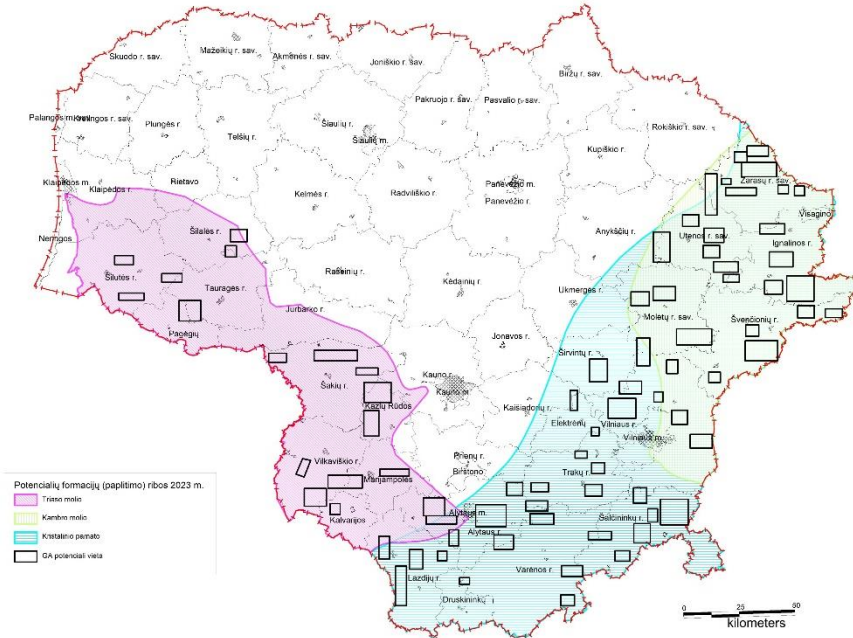 Skuodo r. sav.
Mažeikių r. sav.
Akmenės r. sav.
Joniškio r. sav.
Biržų r. sav.
Pakruojo r. sav.
Pasvalio r. sav.
Palangos m.
Kretingos r. sav.
Plungės r.
Telšių r.
Šiaulių r.
Šiaulių m.
Rokiškio r. sav.
Kupiškio r.
Klaipėdos m.
Klaipėdos r.
Rietavo
Kelmės r.
Radviliškio r.
Panevėžio m.
Panevėžio r.
Zarasų r. sav.
Visagino
Neringos
Šilalės r.
Anykščių r.
Utenos r. sav.
Ignalinos r.
Šilutės r.
Tauragės r.
Raseinių r.
Kėdainių r.
Ukmergės r.
Pagėgių
Jurbarko r.
Jonavos r.
Molėtų r. sav.
Švenčionių r.
Širvintų r.
Šakių r.
Kauno r.
Kauno m.
Kazlų Rūdos
Kaišiadorių r.
Elektrėnų
Vilniaus r.
Vilniaus m.
Vilkaviškio r.
Marijampolės
Prienų r.
Birštono
Trakų r.
Kalvarijos
Alytaus m.
Alytaus r.
Šalčininkų r.
Lazdijų r.
Varėnos r.
Druskininkų
Potencialių formacijų (paplitimo) ribos 2023 m.
Triaso molio
Kambro molio
Kristalinio pamato
GA potenciali vieta
0 25 50
kilometers